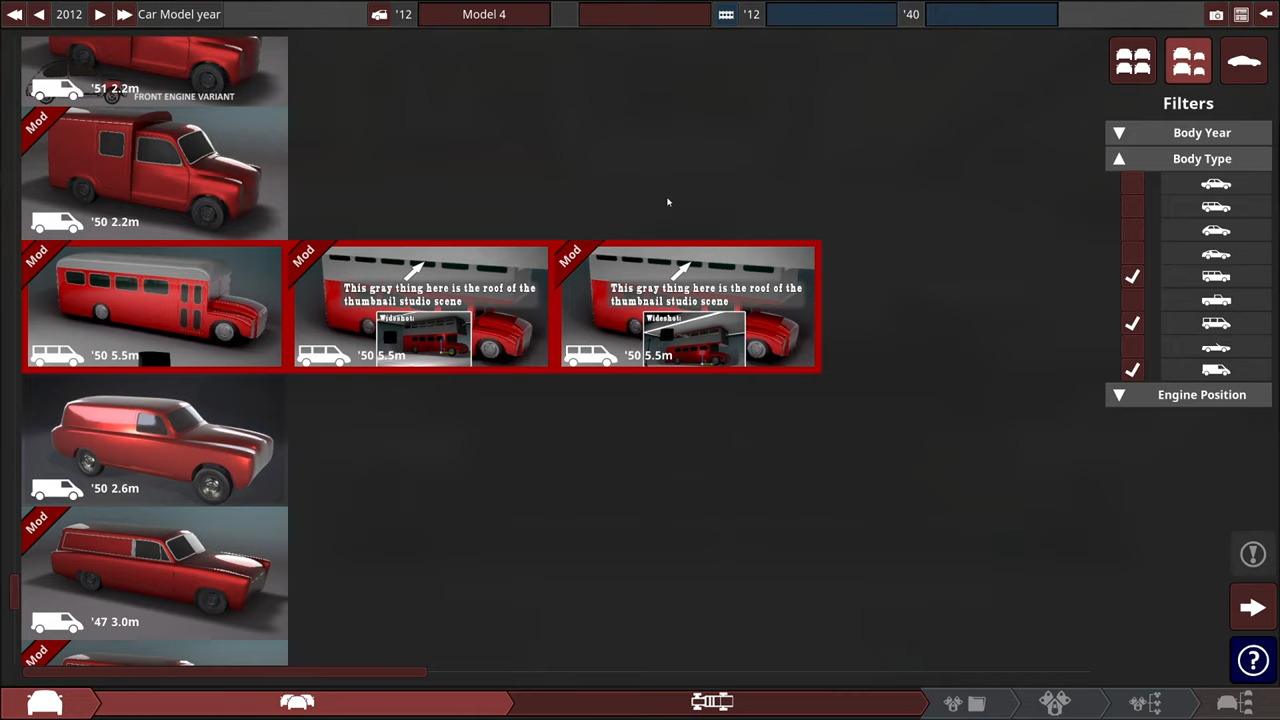 2012
Car Model year
'12
Model 4
'12
'40
'51 2.2m
FRONT ENGINE VARIANT
Mod
'50 2.2m
Mod
'50 5.5m
Mod
This gray thing here is the roof of the
thumbnail studio scene
Wideshot:
'50 5.5m
Mod
This gray thing here is the roof of the
thumbnail studio scene
Wideshot:
'50 5.5m
'50 2.6m
Mod
'47 3.0m
Mod
Filters
Body Year
Body Type
Engine Position